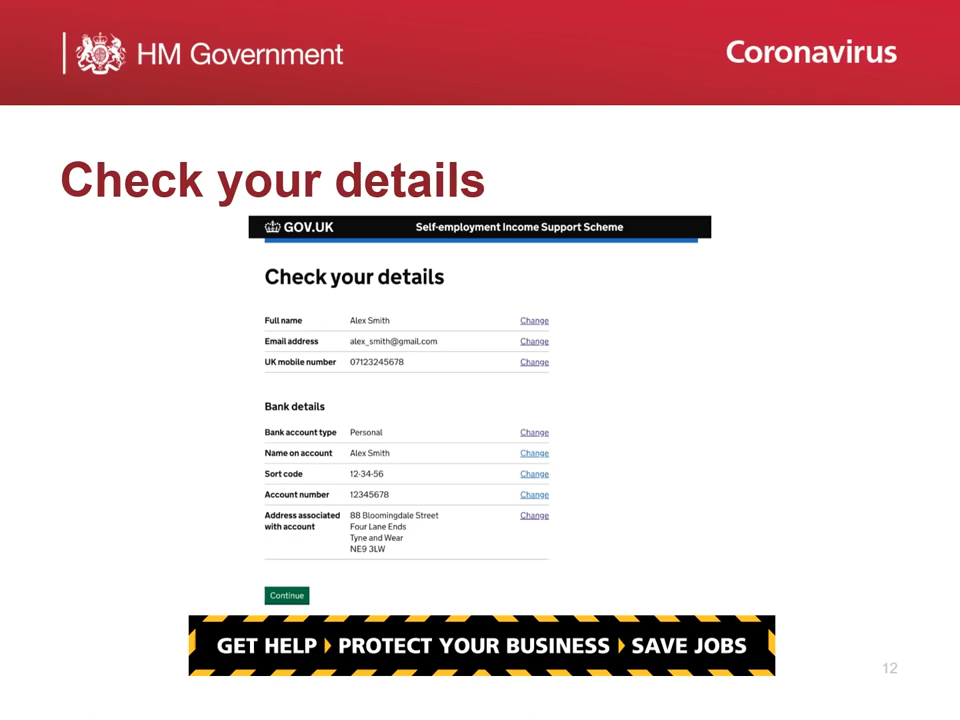 HM Government
Coronavirus
Check your details
GOV.UK
Self-employment Income Support Scheme
Check your details
Full name Alex Smith Change
Email address alex_smith@gmail.com Change
UK mobile number 07123245678 Change
Bank details
Bank account type Personal Change
Name on account Alex Smith Change
Sort code 12-34-56 Change
Account number 12345678 Change
Address associated 88 Bloomingdale Street Change
with account Four Lane Ends
Tyne and Wear
NE9 3LW
Continue
GET HELP PROTECT YOUR BUSINESS SAVE JOBS
12